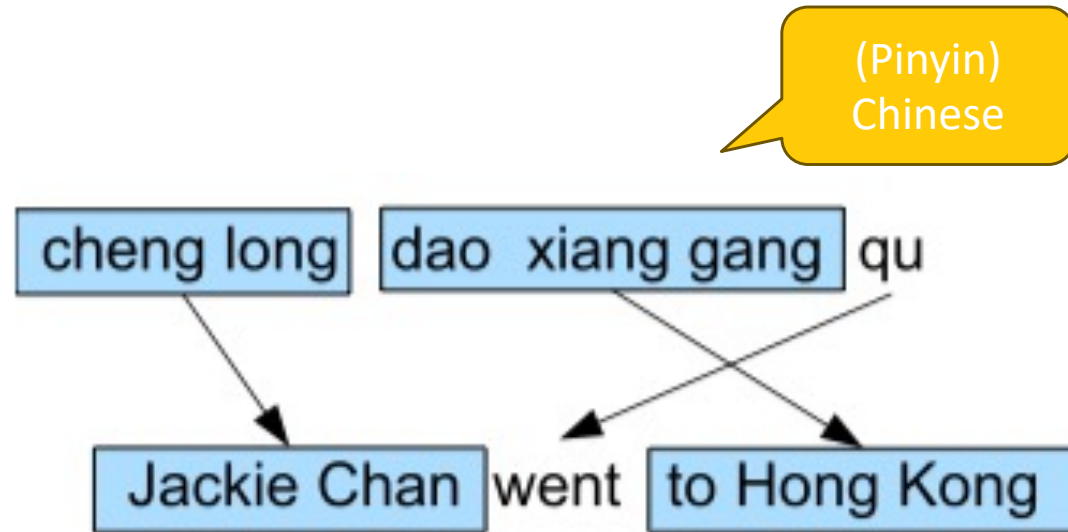 (Pinyin)
Chinese
cheng long dao xiang gang qu
Jackie Chan went to Hong Kong